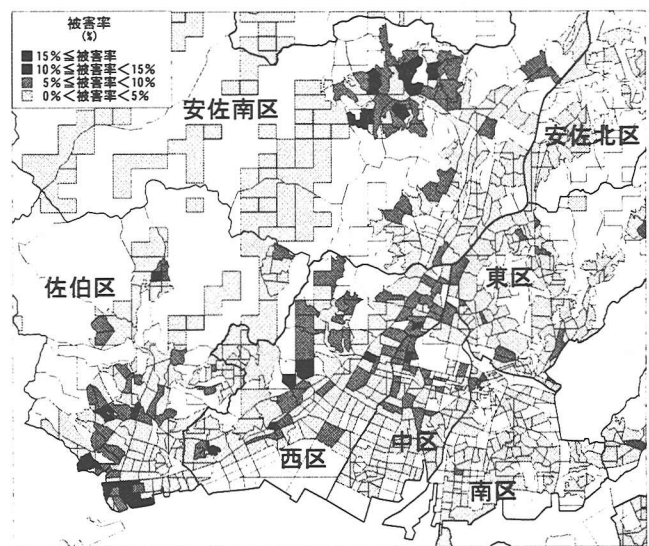 被害率
(%)
15%≦被害率
10%≦被害率<15%
5%≦被害率<10%
0%<被害率<5%
安佐南区
安佐北区
佐伯区
東区
西区
中区
南区